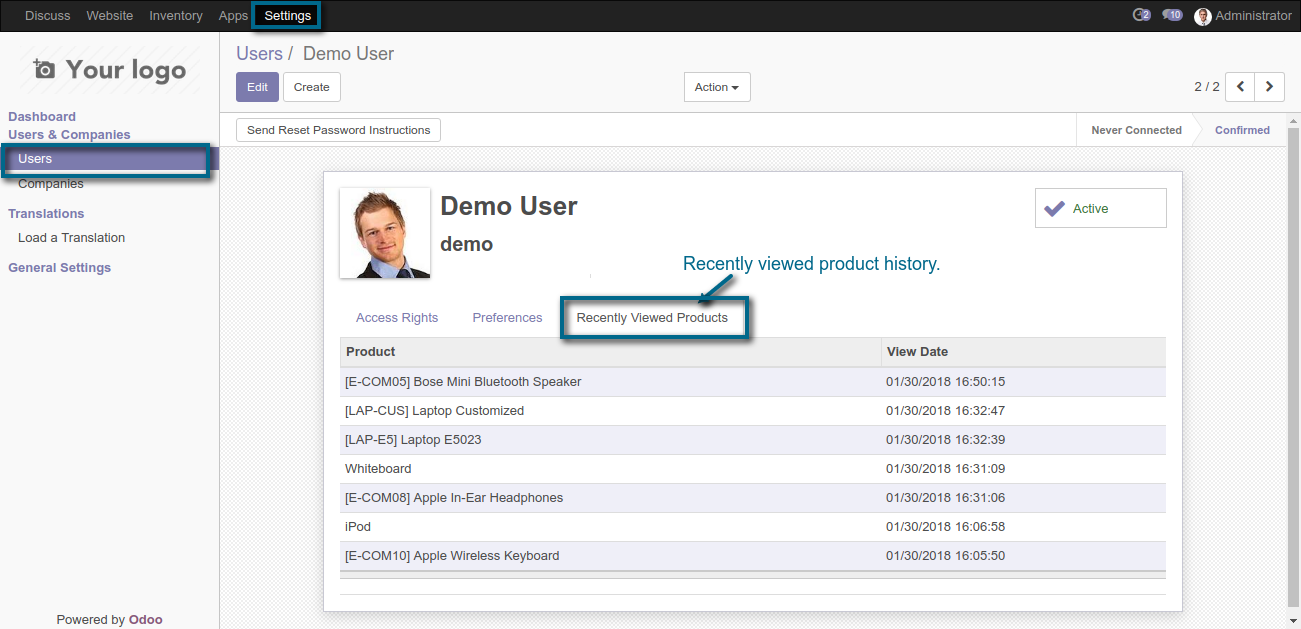 Discuss Website Inventory Apps Settings 2 10 Administrator
Your logo
Users / Demo User
Edit Create Action 2 / 2
Dashboard
Users & Companies
Users
Companies
Translations
Load a Translation
General Settings
Powered by Odoo
Send Reset Password Instructions Never Connected Confirmed
Demo User
demo
Active
Recently viewed product history.
Access Rights Preferences Recently Viewed Products
Product View Date
[E-COM05] Bose Mini Bluetooth Speaker 01/30/2018 16:50:15
[LAP-CUS] Laptop Customized 01/30/2018 16:32:47
[LAP-E5] Laptop E5023 01/30/2018 16:32:39
Whiteboard 01/30/2018 16:31:09
[E-COM08] Apple In-Ear Headphones 01/30/2018 16:31:06
iPod 01/30/2018 16:06:58
[E-COM10] Apple Wireless Keyboard 01/30/2018 16:05:50